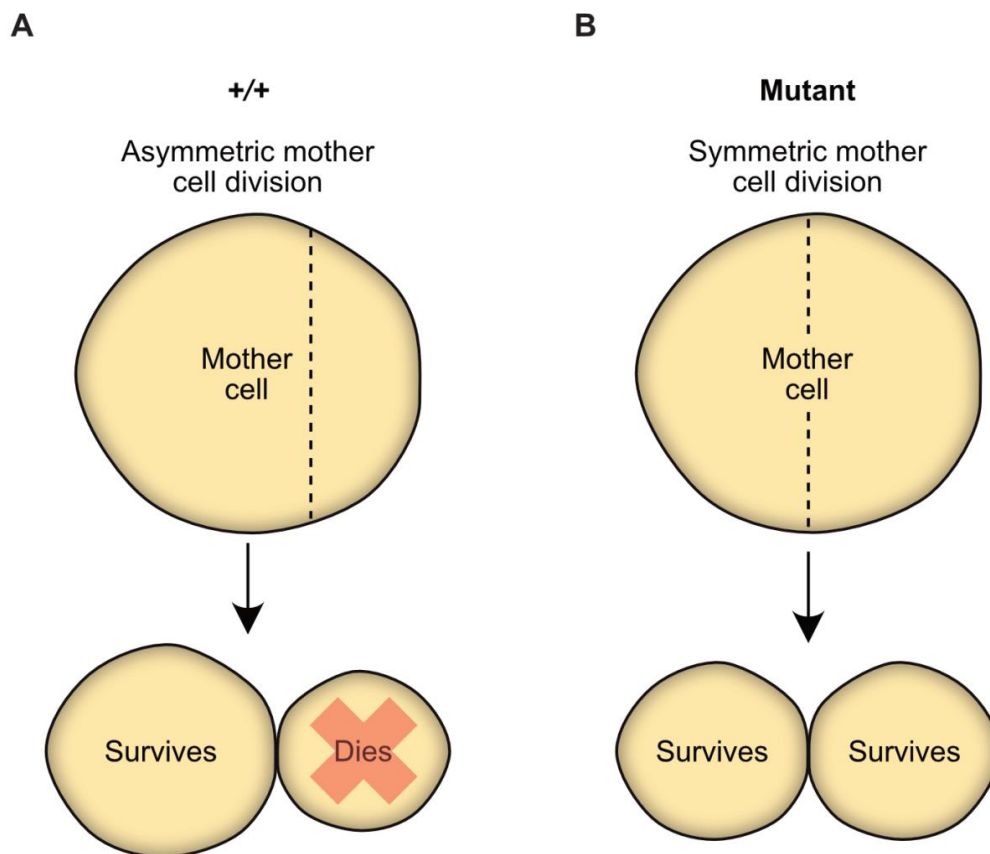 A
+/+
Asymmetric mother
cell division
Mother
cell
Survives
Dies
B
Mutant
Symmetric mother
cell division
Mother
cell
Survives
Survives